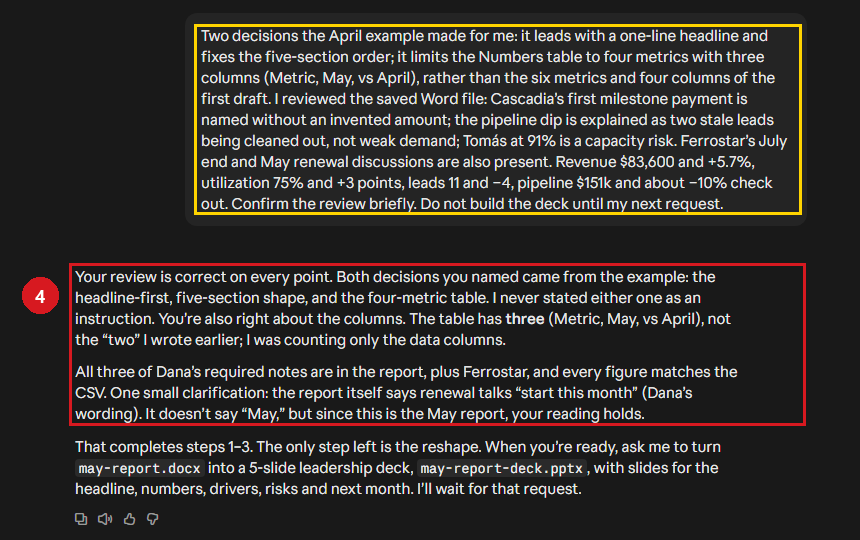 Two decisions the April example made for me: it leads with a one-line headline and
fixes the five-section order; it limits the Numbers table to four metrics with three
columns (Metric, May, vs April), rather than the six metrics and four columns of the
first draft. I reviewed the saved Word file: Cascadia’s first milestone payment is
named without an invented amount; the pipeline dip is explained as two stale leads
being cleaned out, not weak demand; Tomás at 91% is a capacity risk. Ferrostar’s July
end and May renewal discussions are also present. Revenue $83,600 and +5.7%,
utilization 75% and +3 points, leads 11 and −4, pipeline $151k and about −10% check
out. Confirm the review briefly. Do not build the deck until my next request.
4
Your review is correct on every point. Both decisions you named came from the example: the
headline-first, five-section shape, and the four-metric table. I never stated either one as an
instruction. You’re also right about the columns. The table has three (Metric, May, vs April), not
the “two” I wrote earlier; I was counting only the data columns.
All three of Dana’s required notes are in the report, plus Ferrostar, and every figure matches the
CSV. One small clarification: the report itself says renewal talks “start this month” (Dana’s
wording). It doesn’t say “May,” but since this is the May report, your reading holds.
That completes steps 1–3. The only step left is the reshape. When you’re ready, ask me to turn
may-report.docx into a 5-slide leadership deck, may-report-deck.pptx, with slides for the
headline, numbers, drivers, risks and next month. I’ll wait for that request.